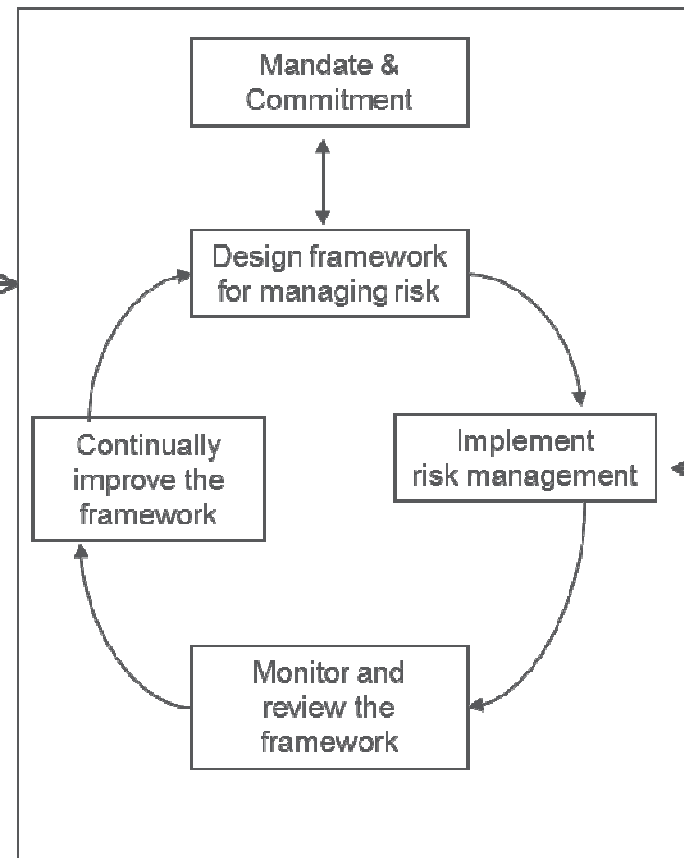 Mandate &
Commitment
Design framework
for managing risk
Continually
improve the
framework
Implement
risk management
Monitor and
review the
framework